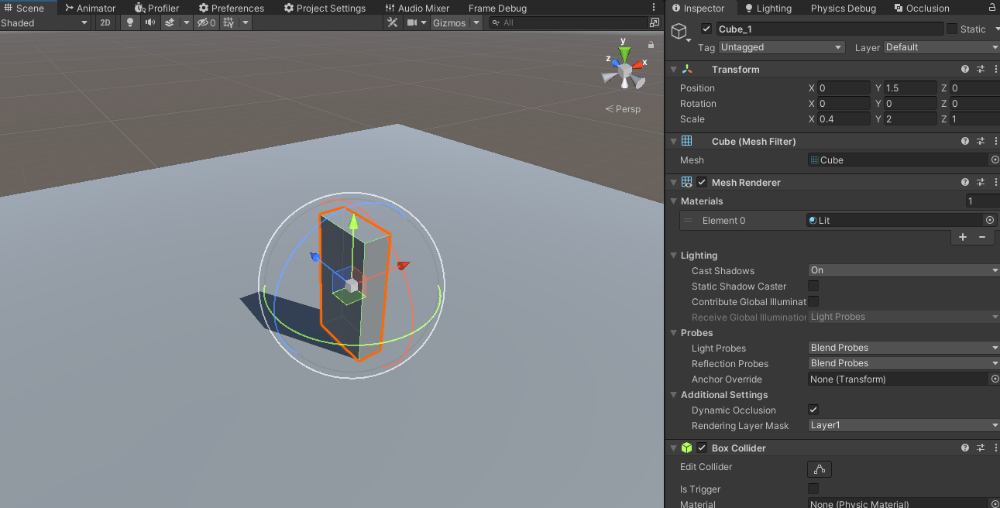 Scene Animator Profiler Preferences Project Settings Audio Mixer Frame Debug
Shaded 2D 0 Gizmos All
y
z x
Persp
Inspector Lighting Physics Debug Occlusion
Cube_1 Static
Tag Untagged Layer Default
Transform
Position X 0 Y 1.5 Z 0
Rotation X 0 Y 0 Z 0
Scale X 0.4 Y 2 Z 1
Cube (Mesh Filter)
Mesh Cube
Mesh Renderer
Materials 1
Element 0 Lit
+ −
Lighting
Cast Shadows On
Static Shadow Caster
Contribute Global Illuminat
Receive Global Illumination Light Probes
Probes
Light Probes Blend Probes
Reflection Probes Blend Probes
Anchor Override None (Transform)
Additional Settings
Dynamic Occlusion
Rendering Layer Mask Layer1
Box Collider
Edit Collider
Is Trigger
Material None (Physic Material)